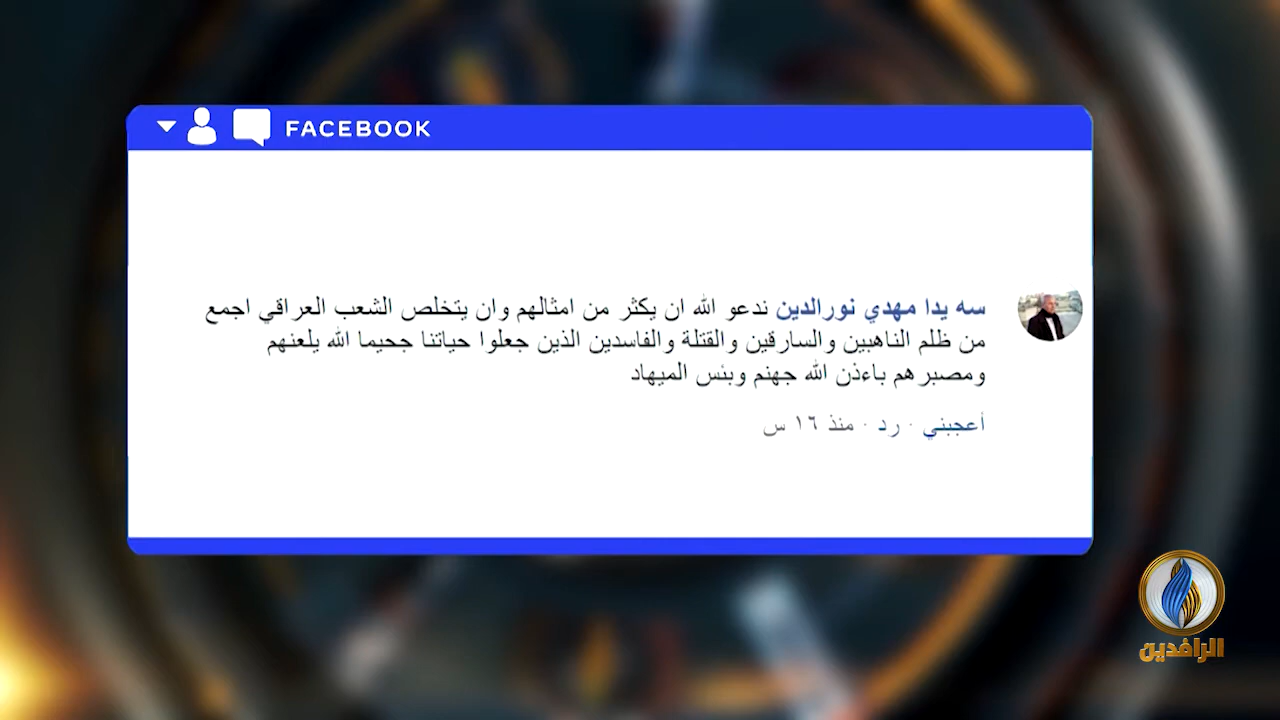 FACEBOOK
سه يدا مهدي نورالدين ندعو الله ان يكثر من امثالهم وان يتخلص الشعب العراقي اجمع
من ظلم الناهبين والسارقين والقتلة والفاسدين الذين جعلوا حياتنا جحيما الله يلعنهم
ومصيرهم باءذن الله جهنم وبئس الميهاد
أعجبني · رد · منذ ١٦ س
الرافدين